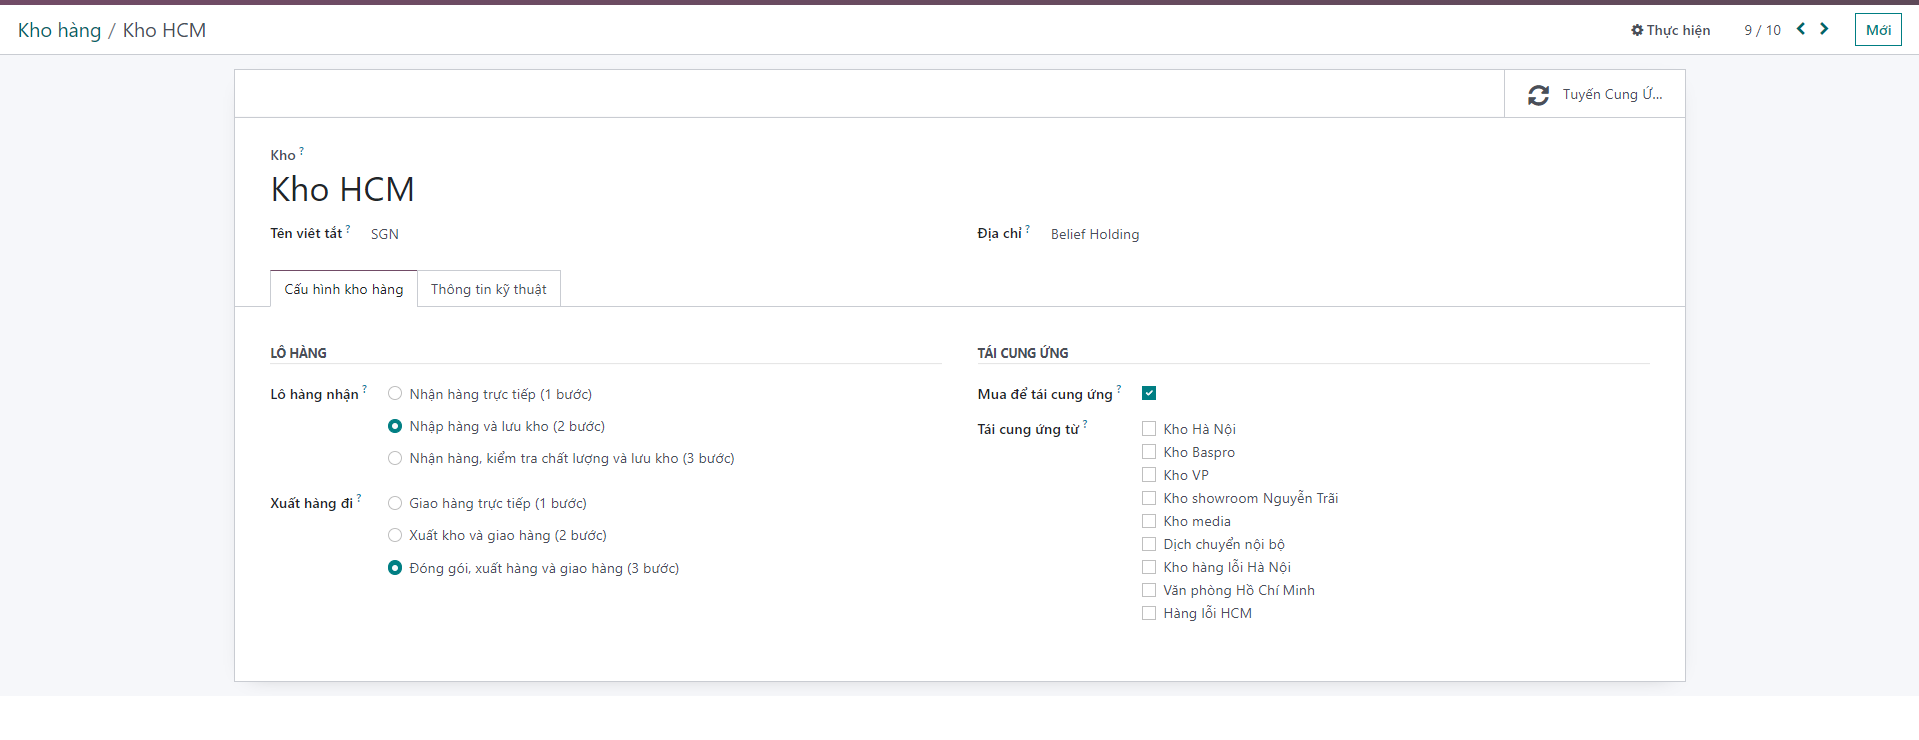 Kho hàng / Kho HCM
Thực hiện
9 / 10
Mới
Tuyến Cung Ứ...
Kho ?
Kho HCM
Tên viêt tắt ? SGN
Địa chỉ ? Belief Holding
Cấu hình kho hàng
Thông tin kỹ thuật
LÔ HÀNG
Lô hàng nhận ?
Nhận hàng trực tiếp (1 bước)
Nhập hàng và lưu kho (2 bước)
Nhận hàng, kiểm tra chất lượng và lưu kho (3 bước)
Xuất hàng đi ?
Giao hàng trực tiếp (1 bước)
Xuất kho và giao hàng (2 bước)
Đóng gói, xuất hàng và giao hàng (3 bước)
TÁI CUNG ỨNG
Mua để tái cung ứng ?
Tái cung ứng từ ?
Kho Hà Nội
Kho Baspro
Kho VP
Kho showroom Nguyễn Trãi
Kho media
Dịch chuyển nội bộ
Kho hàng lỗi Hà Nội
Văn phòng Hồ Chí Minh
Hàng lỗi HCM